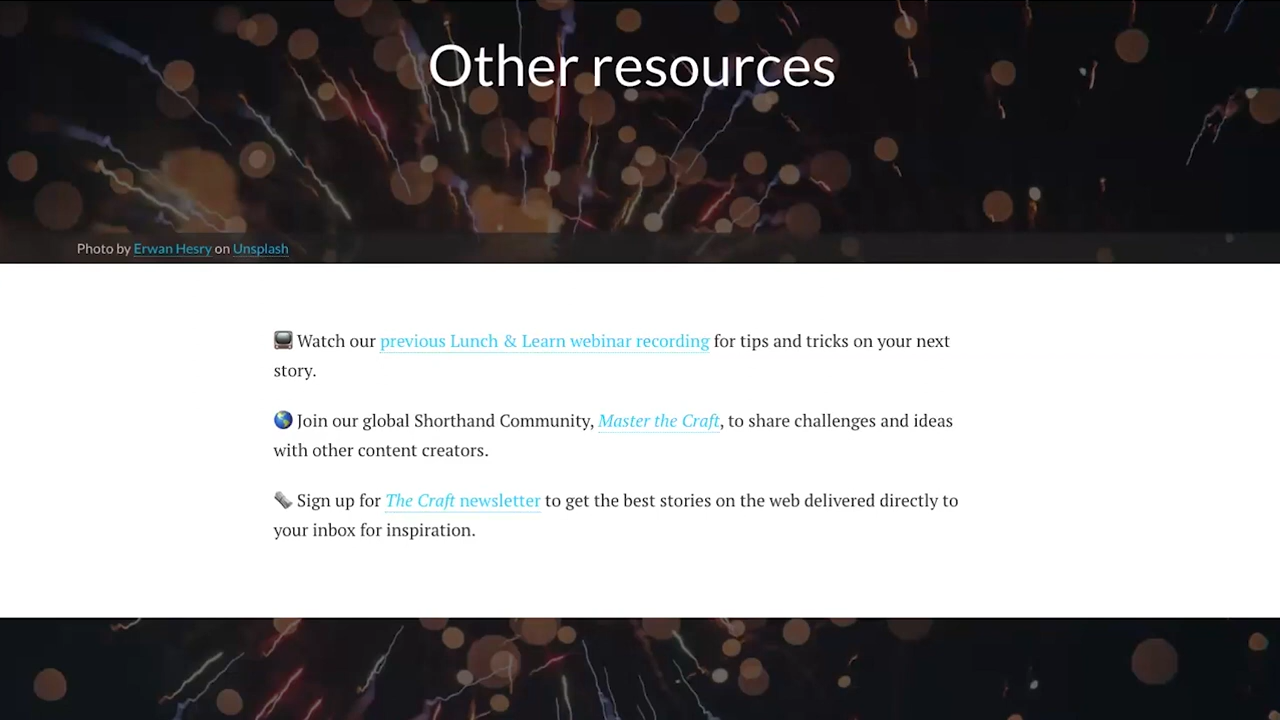 Other resources
Photo by Erwan Hesry on Unsplash
📺 Watch our previous Lunch & Learn webinar recording for tips and tricks on your next
story.
🌎 Join our global Shorthand Community, Master the Craft, to share challenges and ideas
with other content creators.
🗞️ Sign up for The Craft newsletter to get the best stories on the web delivered directly to
your inbox for inspiration.